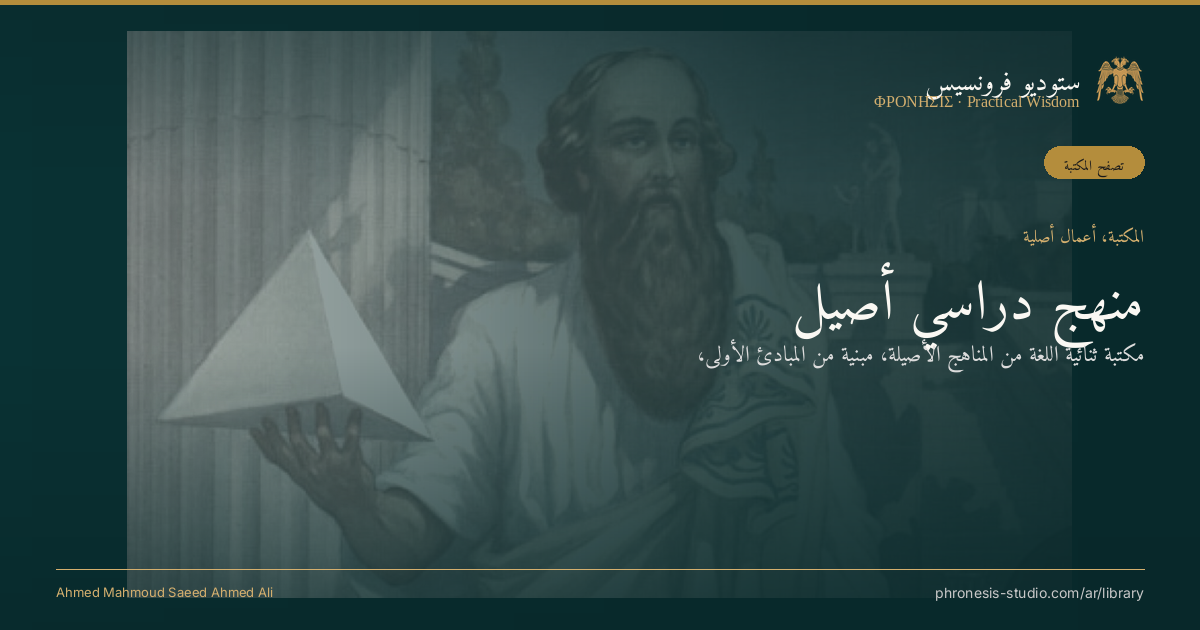 ستوديو فرونسيس
ΦΡΟΝΗΣΙΣ · Practical Wisdom
تصفح المكتبة
المكتبة، أعمال أصلية
منهج دراسي أصيل
مكتبة ثنائية اللغة من المناهج الأصيلة، مبنية من المبادئ الأولى،
Ahmed Mahmoud Saeed Ahmed Ali
phronesis-studio.com/ar/library